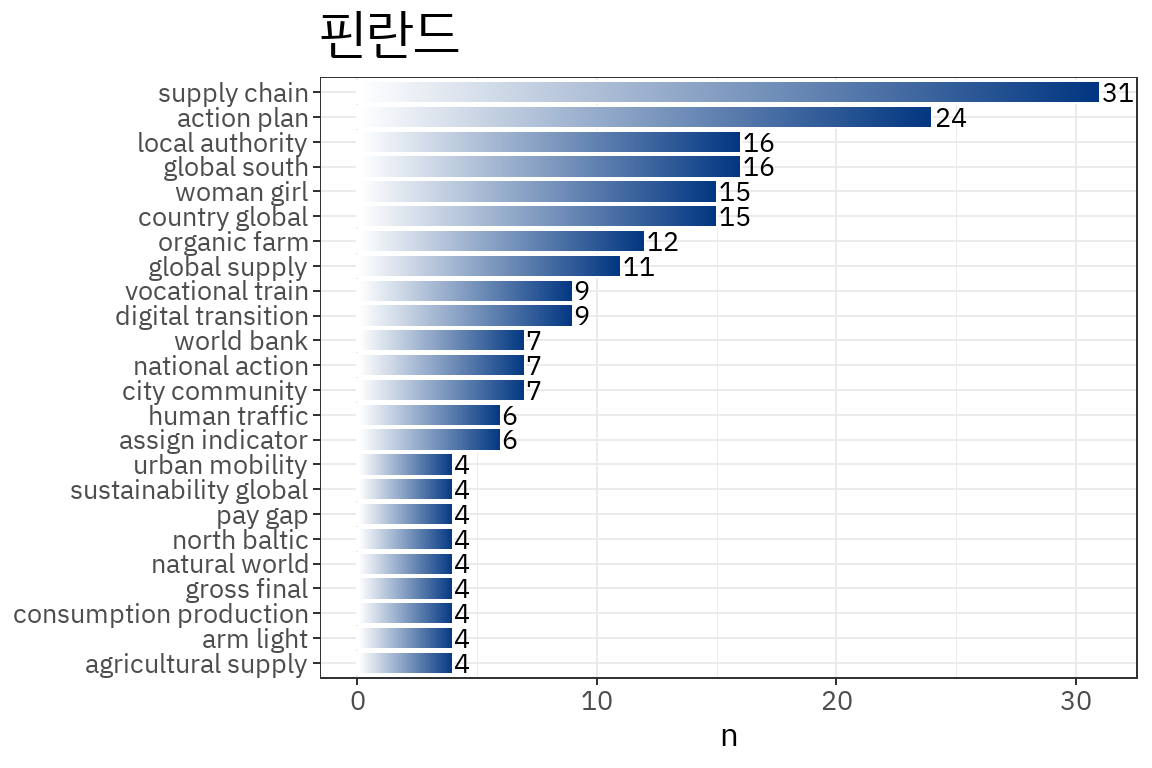 핀란드
supply chain 31
action plan 24
local authority 16
global south 16
woman girl 15
country global 15
organic farm 12
global supply 11
vocational train 9
digital transition 9
world bank 7
national action 7
city community 7
human traffic 6
assign indicator 6
urban mobility 4
sustainability global 4
pay gap 4
north baltic 4
natural world 4
gross final 4
consumption production 4
arm light 4
agricultural supply 4
0 10 20 30
n